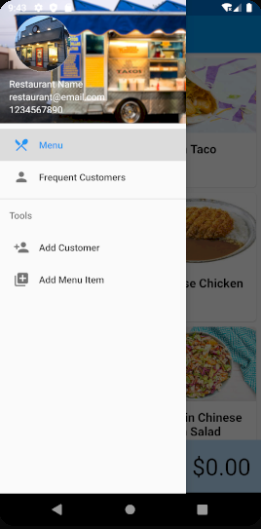 9:43
TACOS
Restaurant Name
restaurant@email.com
1234567890
Menu
Taco
Frequent Customers
Tools
Add Customer
Add Menu Item
se Chicken
in Chinese
Salad
$0.00